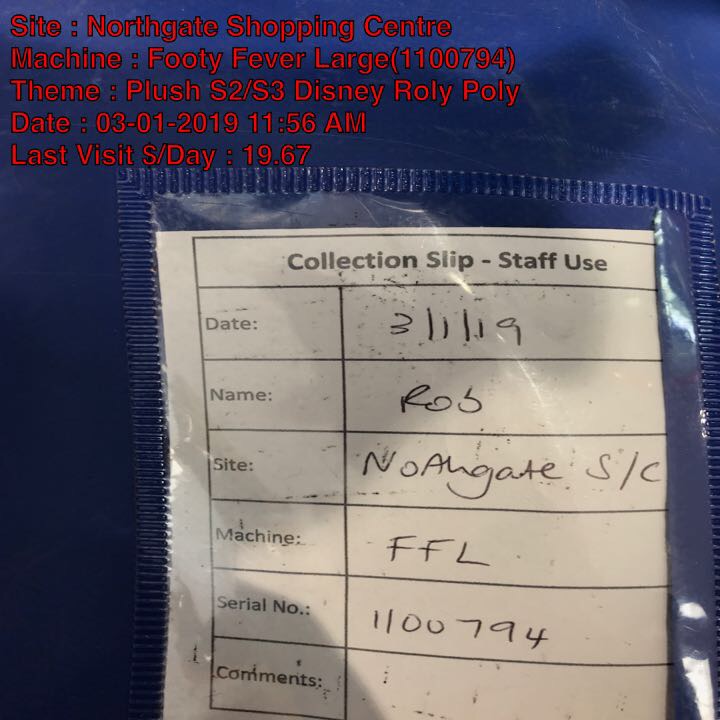 Site : Northgate Shopping Centre
Machine : Footy Fever Large(1100794)
Theme : Plush S2/S3 Disney Roly Poly
Date : 03-01-2019 11:56 AM
Last Visit $/Day : 19.67
Collection Slip - Staff Use
Date: 3/1/19
Name: Rob
Site: Northgate S/C
Machine: FFL
Serial No.: 1100794
Comments: